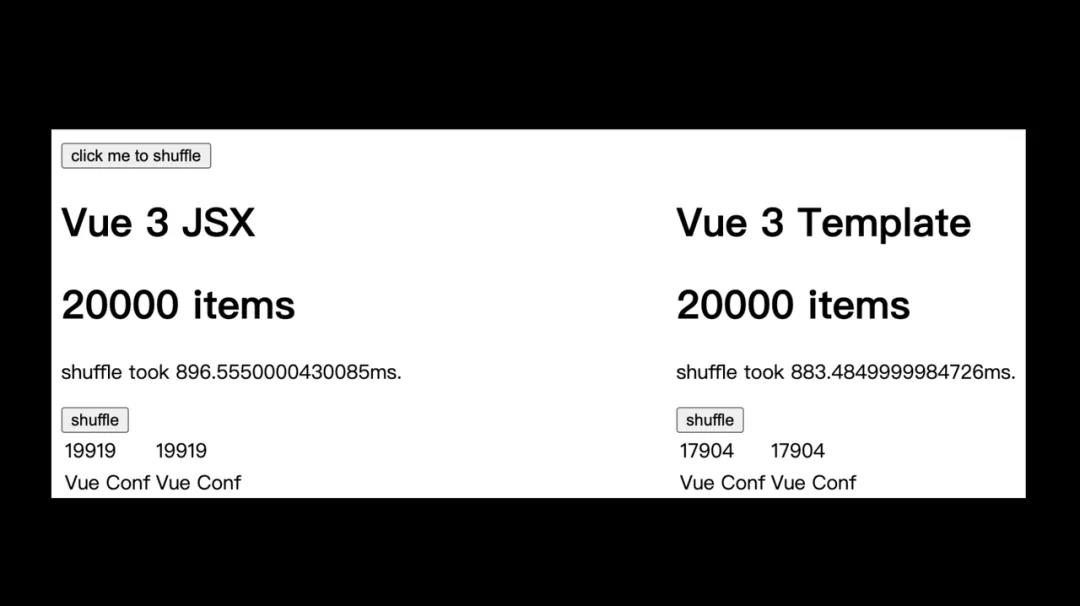 click me to shuffle
Vue 3 JSX
20000 items
shuffle took 896.5550000430085ms.
shuffle
19919 19919
Vue Conf Vue Conf
Vue 3 Template
20000 items
shuffle took 883.4849999984726ms.
shuffle
17904 17904
Vue Conf Vue Conf